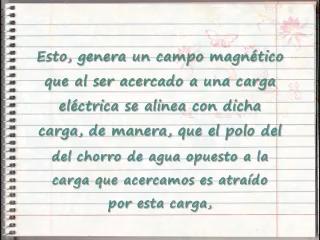 Esto, genera un campo magnético
que al ser acercado a una carga
eléctrica se alinea con dicha
carga, de manera, que el polo del
del chorro de agua opuesto a la
carga que acercamos es atraído
por esta carga,